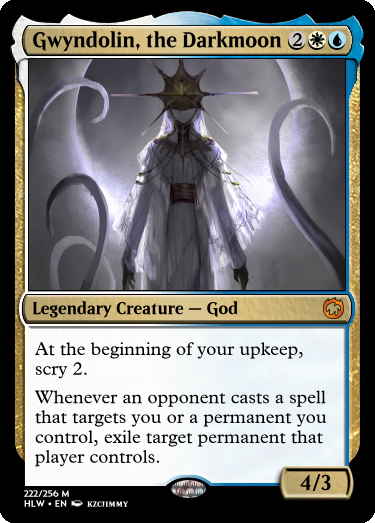 Gwyndolin, the Darkmoon 2
Legendary Creature — God
At the beginning of your upkeep,
scry 2.
Whenever an opponent casts a spell
that targets you or a permanent you
control, exile target permanent that
player controls.
4/3
222/256 M
HLW • EN KZCJIMMY